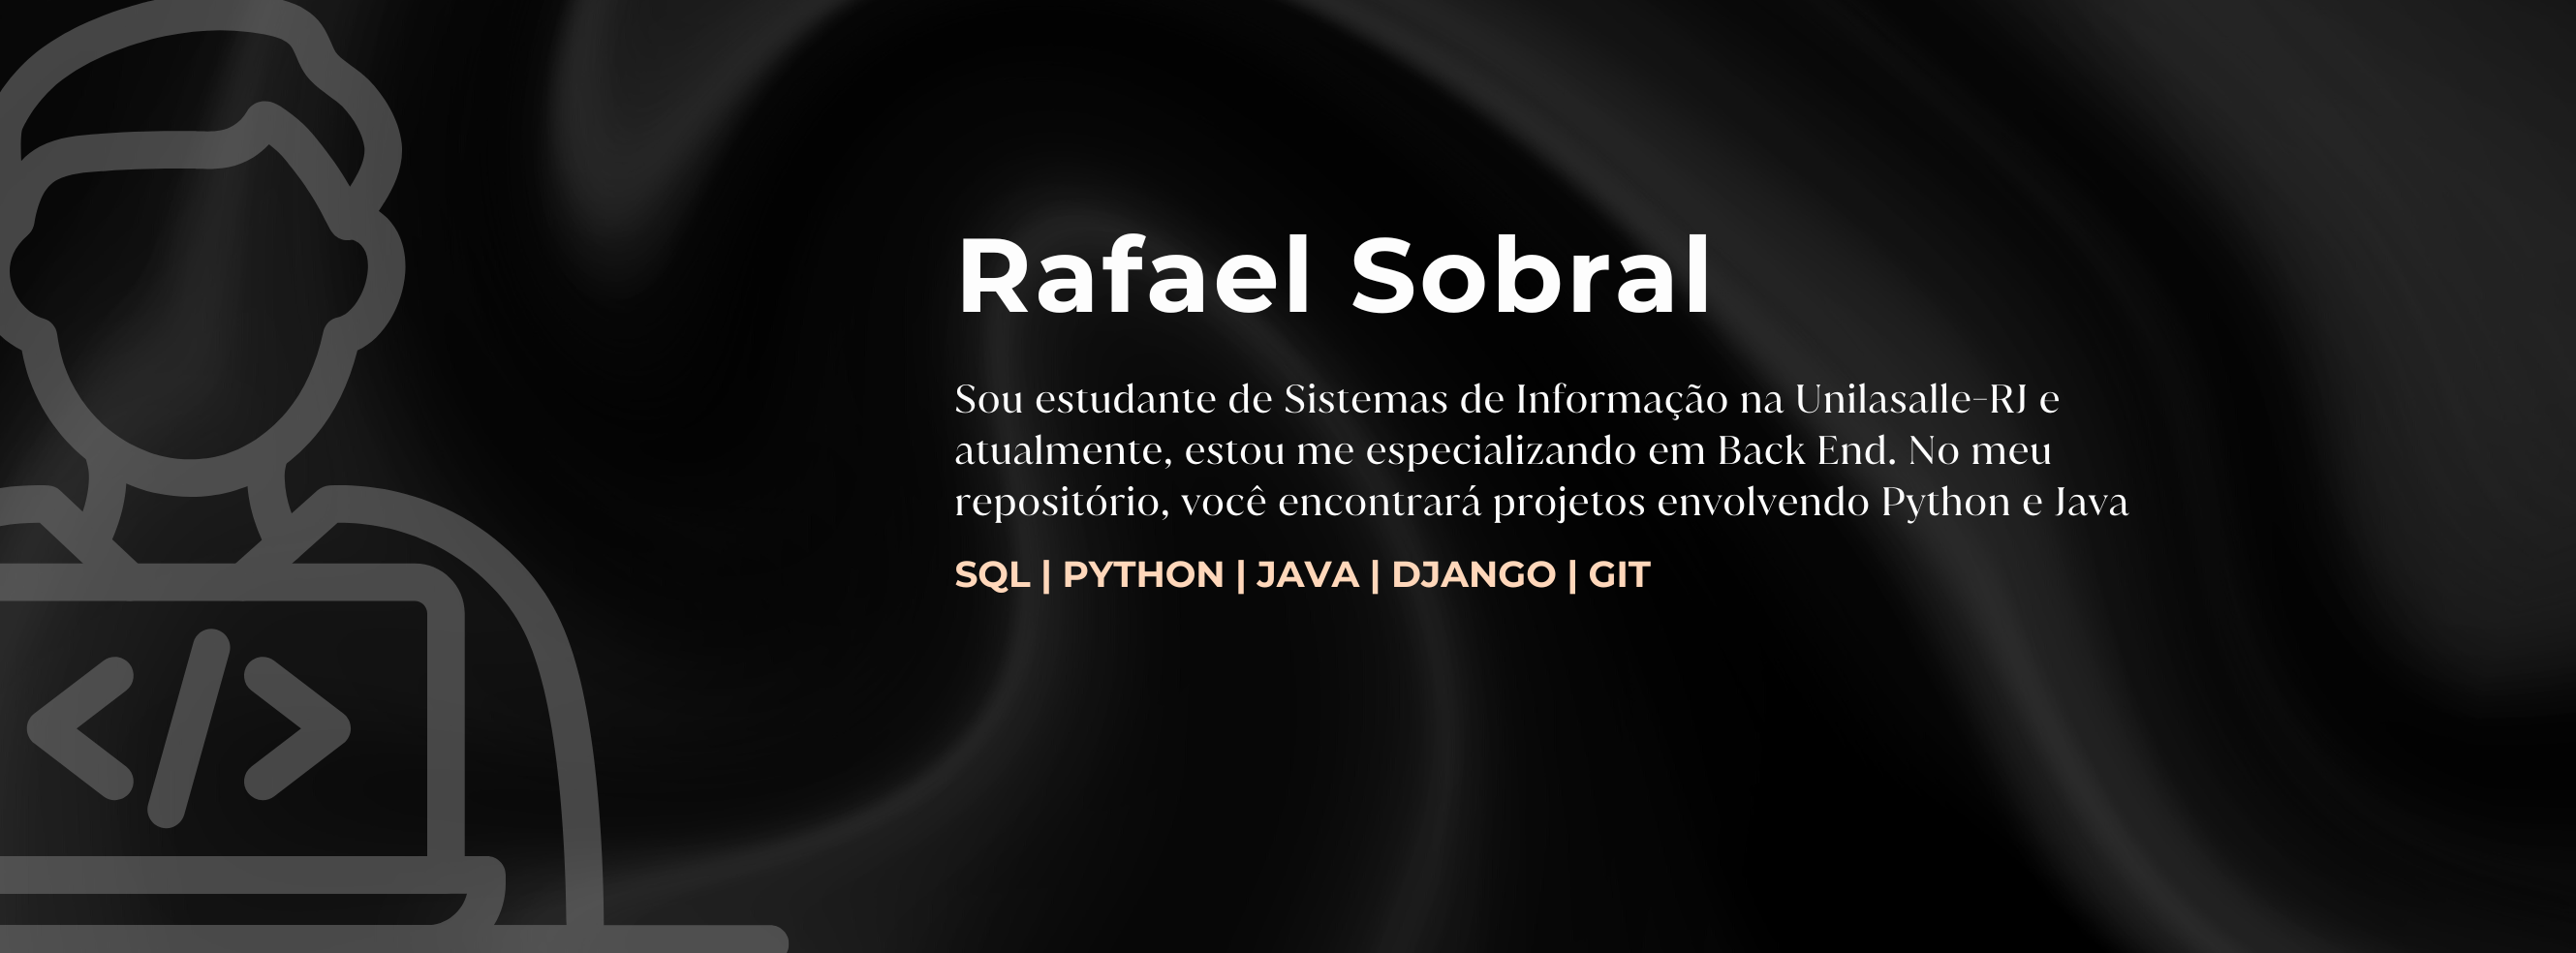 Rafael Sobral
Sou estudante de Sistemas de Informação na Unilasalle-RJ e
atualmente, estou me especializando em Back End. No meu
repositório, você encontrará projetos envolvendo Python e Java
SQL | PYTHON | JAVA | DJANGO | GIT
<//>